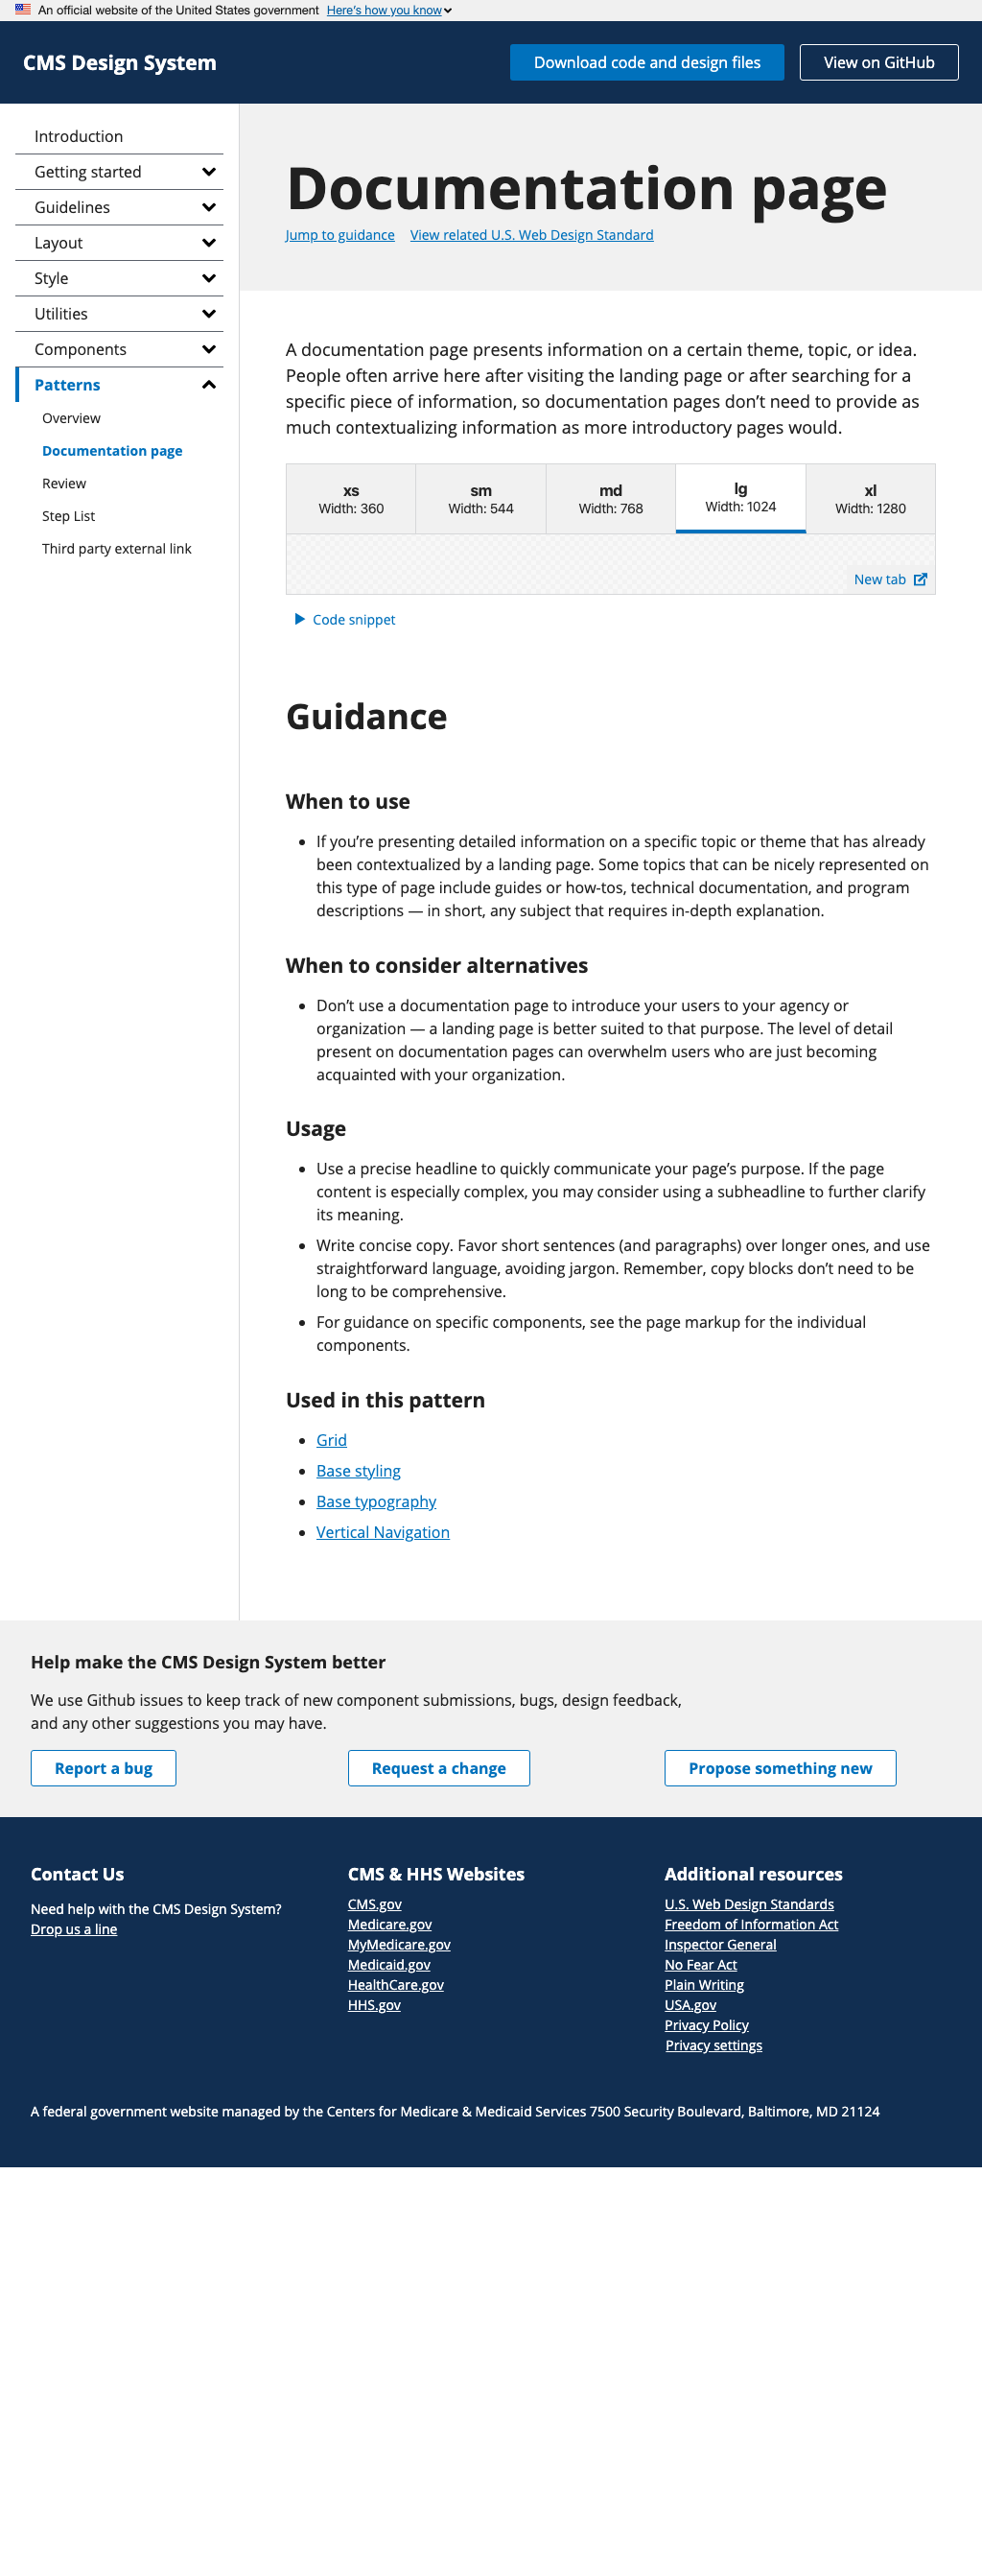 An official website of the United States government Here's how you know
CMS Design System
Download code and design files
View on GitHub
Introduction
Getting started
Guidelines
Layout
Style
Utilities
Components
Patterns
Overview
Documentation page
Review
Step List
Third party external link
Documentation page
Jump to guidance View related U.S. Web Design Standard
A documentation page presents information on a certain theme, topic, or idea.
People often arrive here after visiting the landing page or after searching for a
specific piece of information, so documentation pages don’t need to provide as
much contextualizing information as more introductory pages would.
xs
Width: 360
sm
Width: 544
md
Width: 768
lg
Width: 1024
xl
Width: 1280
New tab
Code snippet
Guidance
When to use
If you’re presenting detailed information on a specific topic or theme that has already
been contextualized by a landing page. Some topics that can be nicely represented on
this type of page include guides or how-tos, technical documentation, and program
descriptions — in short, any subject that requires in-depth explanation.
When to consider alternatives
Don’t use a documentation page to introduce your users to your agency or
organization — a landing page is better suited to that purpose. The level of detail
present on documentation pages can overwhelm users who are just becoming
acquainted with your organization.
Usage
Use a precise headline to quickly communicate your page’s purpose. If the page
content is especially complex, you may consider using a subheadline to further clarify
its meaning.
Write concise copy. Favor short sentences (and paragraphs) over longer ones, and use
straightforward language, avoiding jargon. Remember, copy blocks don’t need to be
long to be comprehensive.
For guidance on specific components, see the page markup for the individual
components.
Used in this pattern
Grid
Base styling
Base typography
Vertical Navigation
Help make the CMS Design System better
We use Github issues to keep track of new component submissions, bugs, design feedback,
and any other suggestions you may have.
Report a bug
Request a change
Propose something new
Contact Us
Need help with the CMS Design System?
Drop us a line
CMS & HHS Websites
CMS.gov
Medicare.gov
MyMedicare.gov
Medicaid.gov
HealthCare.gov
HHS.gov
Additional resources
U.S. Web Design Standards
Freedom of Information Act
Inspector General
No Fear Act
Plain Writing
USA.gov
Privacy Policy
Privacy settings
A federal government website managed by the Centers for Medicare & Medicaid Services 7500 Security Boulevard, Baltimore, MD 21124